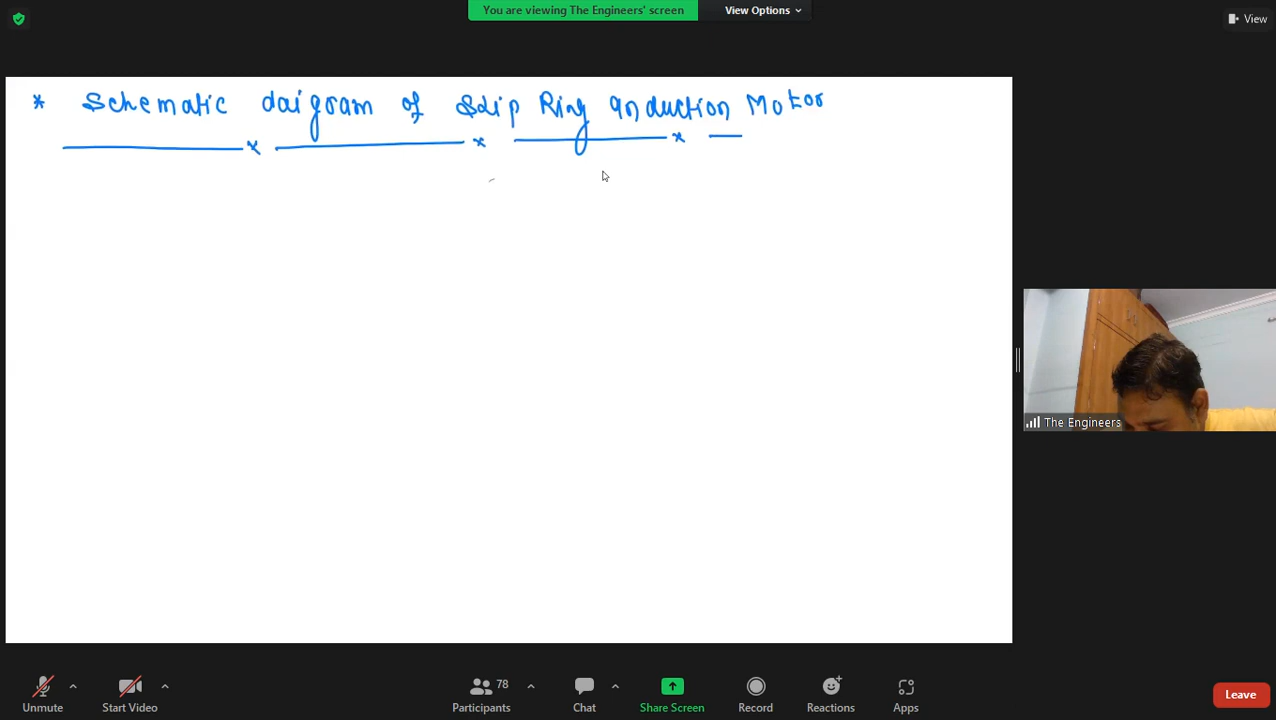 You are viewing The Engineers' screen
View Options
View
* Schematic daigram of Sdip Ring induction Motor
The Engineers
Unmute
Start Video
78
Participants
Chat
Share Screen
Record
Reactions
Apps
Leave